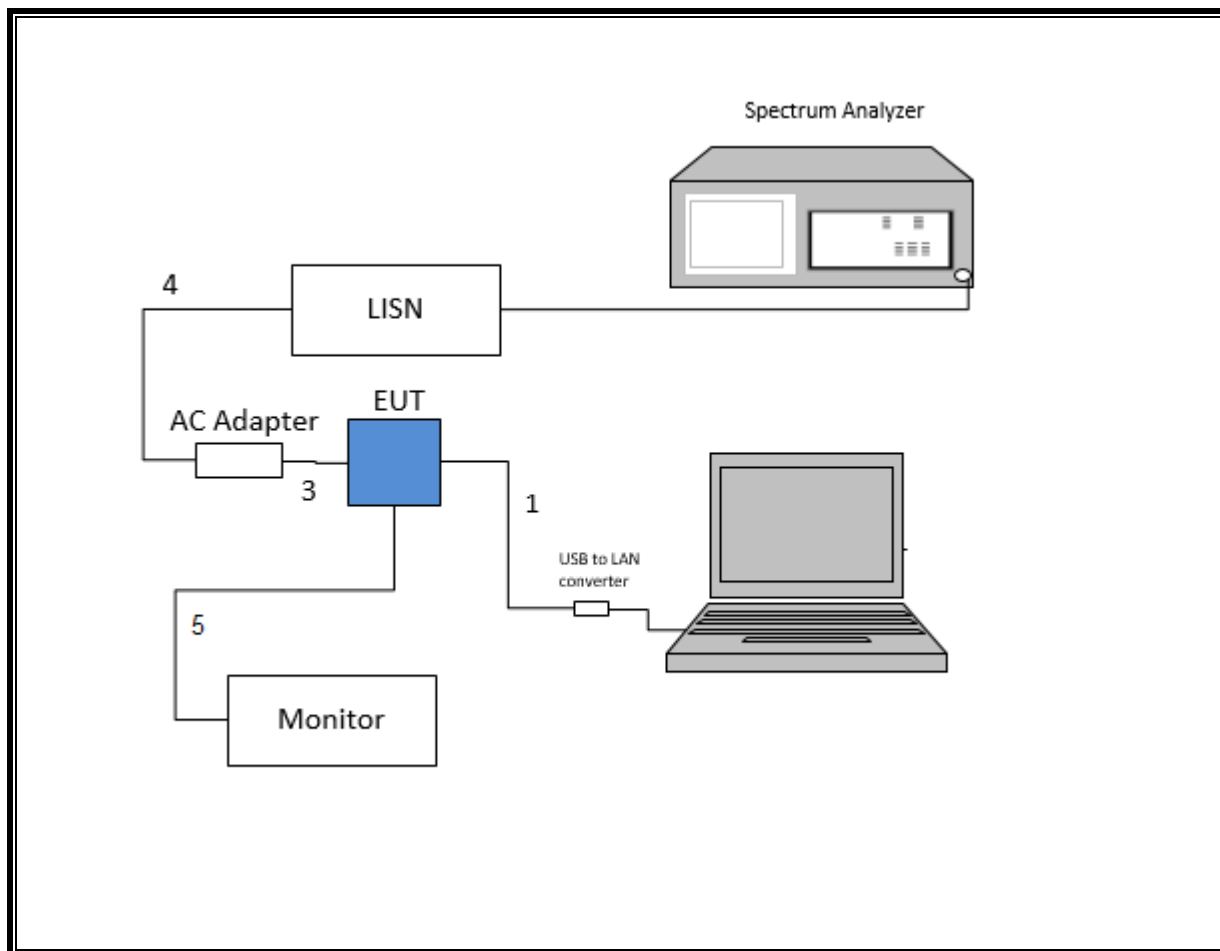 Spectrum Analyzer
4
LISN
EUT
AC Adapter
3
1
USB to LAN
converter
5
Monitor